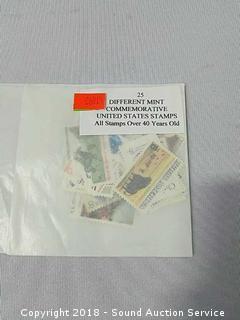 25
DIFFERENT MINT
COMMEMORATIVE
UNITED STATES STAMPS
All Stamps Over 40 Years Old
Copyright 2018 - Sound Auction Service